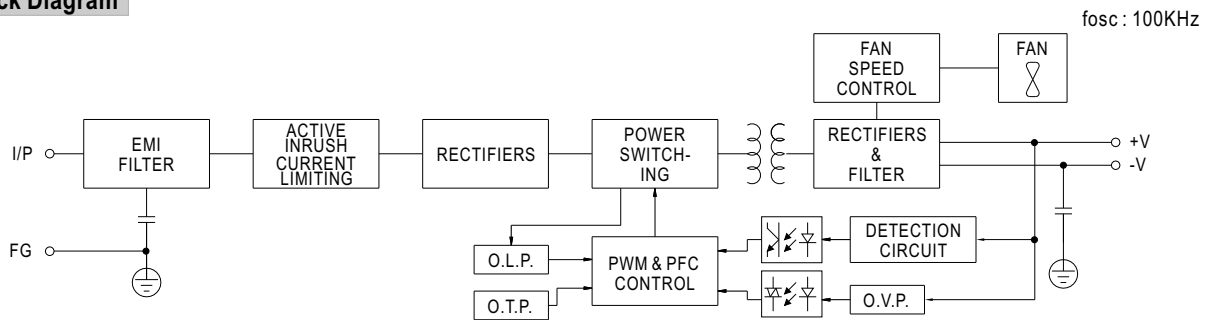 ck Diagram
fosc : 100KHz
FAN
SPEED
CONTROL
FAN
I/P
EMI
FILTER
ACTIVE
INRUSH
CURRENT
LIMITING
RECTIFIERS
POWER
SWITCH-
ING
RECTIFIERS
&
FILTER
+V
-V
FG
O.L.P.
O.T.P.
PWM & PFC
CONTROL
DETECTION
CIRCUIT
O.V.P.